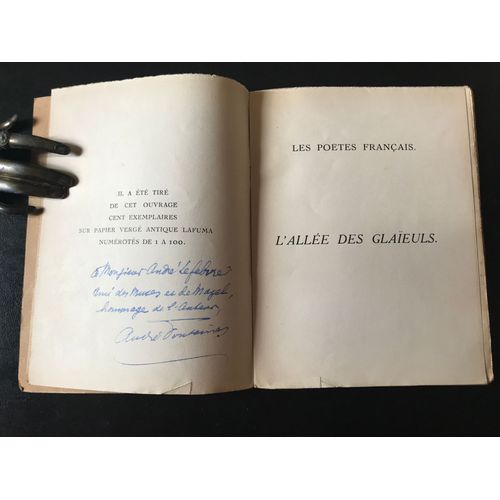 IL A ÉTÉ TIRÉ
DE CET OUVRAGE
CENT EXEMPLAIRES
SUR PAPIER VERGÉ ANTIQUE LAFUMA
NUMÉROTÉS DE 1 A 100.
à Monsieur André Lefebvre
ami des Muses et de
hommage de l'Auteur
André Fontainas
LES POETES FRANÇAIS.
L'ALLÉE DES GLAÏEULS.